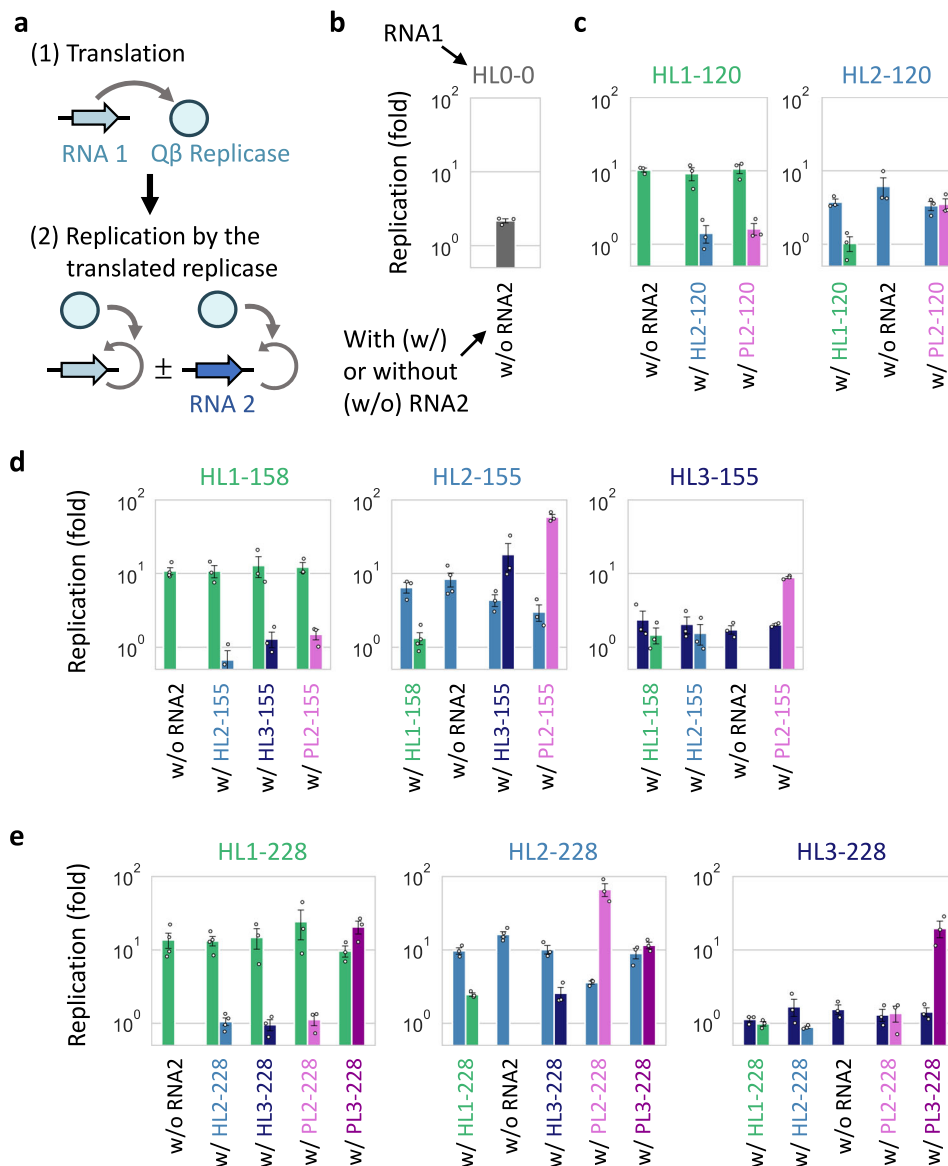 a
(1) Translation
RNA 1
Qβ Replicase
(2) Replication by the
translated replicase
±
RNA 2
b
RNA1
HL0-0
Replication (fold)
10²
10¹
10⁰
w/o RNA2
With (w/)
or without
(w/o) RNA2
c
HL1-120
10²
10¹
10⁰
w/o RNA2
w/ HL2-120
w/ PL2-120
HL2-120
10²
10¹
10⁰
w/ HL1-120
w/o RNA2
w/ PL2-120
d
Replication (fold)
HL1-158
10²
10¹
10⁰
w/o RNA2
w/ HL2-155
w/ HL3-155
w/ PL2-155
HL2-155
10²
10¹
10⁰
w/ HL1-158
w/o RNA2
w/ HL3-155
w/ PL2-155
HL3-155
10²
10¹
10⁰
w/ HL1-158
w/ HL2-155
w/o RNA2
w/ PL2-155
e
Replication (fold)
HL1-228
10²
10¹
10⁰
w/o RNA2
w/ HL2-228
w/ HL3-228
w/ PL2-228
w/ PL3-228
HL2-228
10²
10¹
10⁰
w/ HL1-228
w/o RNA2
w/ HL3-228
w/ PL2-228
w/ PL3-228
HL3-228
10²
10¹
10⁰
w/ HL1-228
w/ HL2-228
w/o RNA2
w/ PL2-228
w/ PL3-228